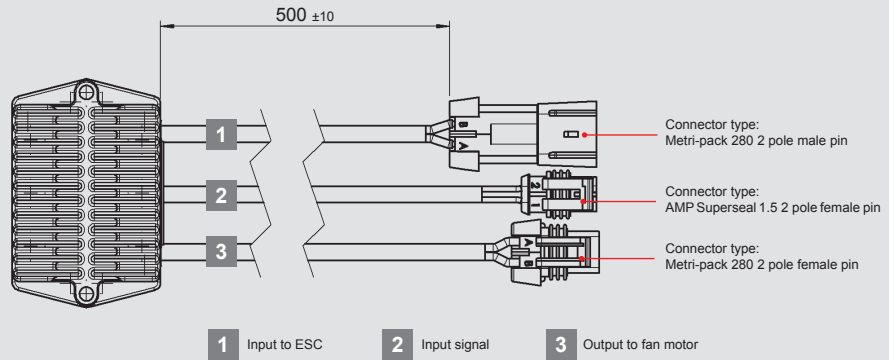 500 ±10
1
B
A
Connector type:
Metri-pack 280 2 pole male pin
2
2
1
Connector type:
AMP Superseal 1.5 2 pole female pin
3
A
B
Connector type:
Metri-pack 280 2 pole female pin
1 Input to ESC 2 Input signal 3 Output to fan motor